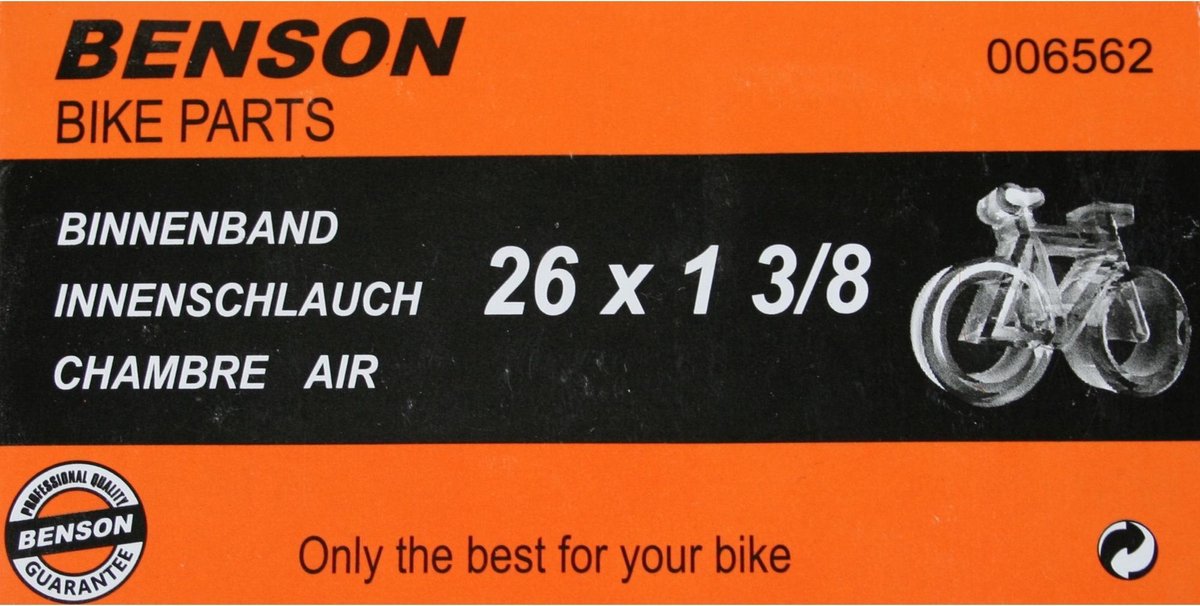 BENSON
006562
BIKE PARTS
BINNENBAND
INNENSCHLAUCH
CHAMBRE AIR
26 x 1 3/8
PROFESSIONAL QUALITY
BENSON
GUARANTEE
Only the best for your bike